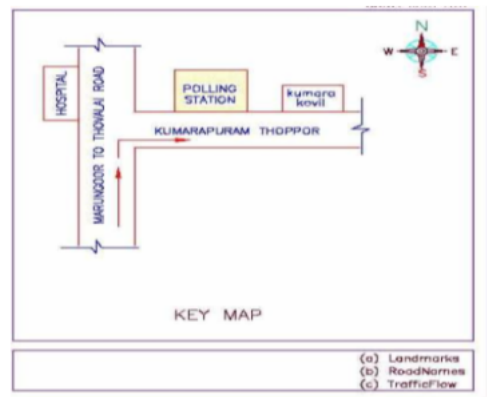 N
W E
S
HOSPITAL
MARUNGOOR TO THOVALAI ROAD
POLLING
STATION
kumara
kovil
KUMARAPURAM THOPPOR
KEY MAP
(a) Landmarks
(b) RoadNames
(c) TrafficFlow